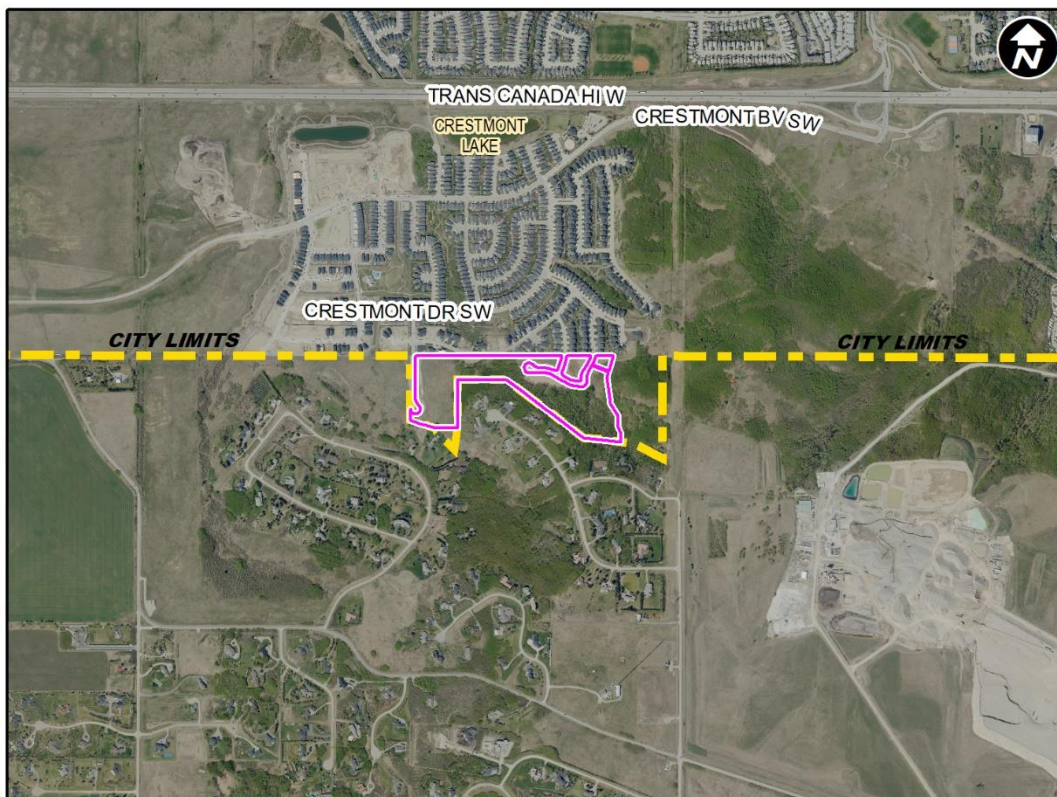 N
TRANS CANADA HI W
CRESTMONT BV SW
CRESTMONT
LAKE
CRESTMONT DR SW
CITY LIMITS
CITY LIMITS